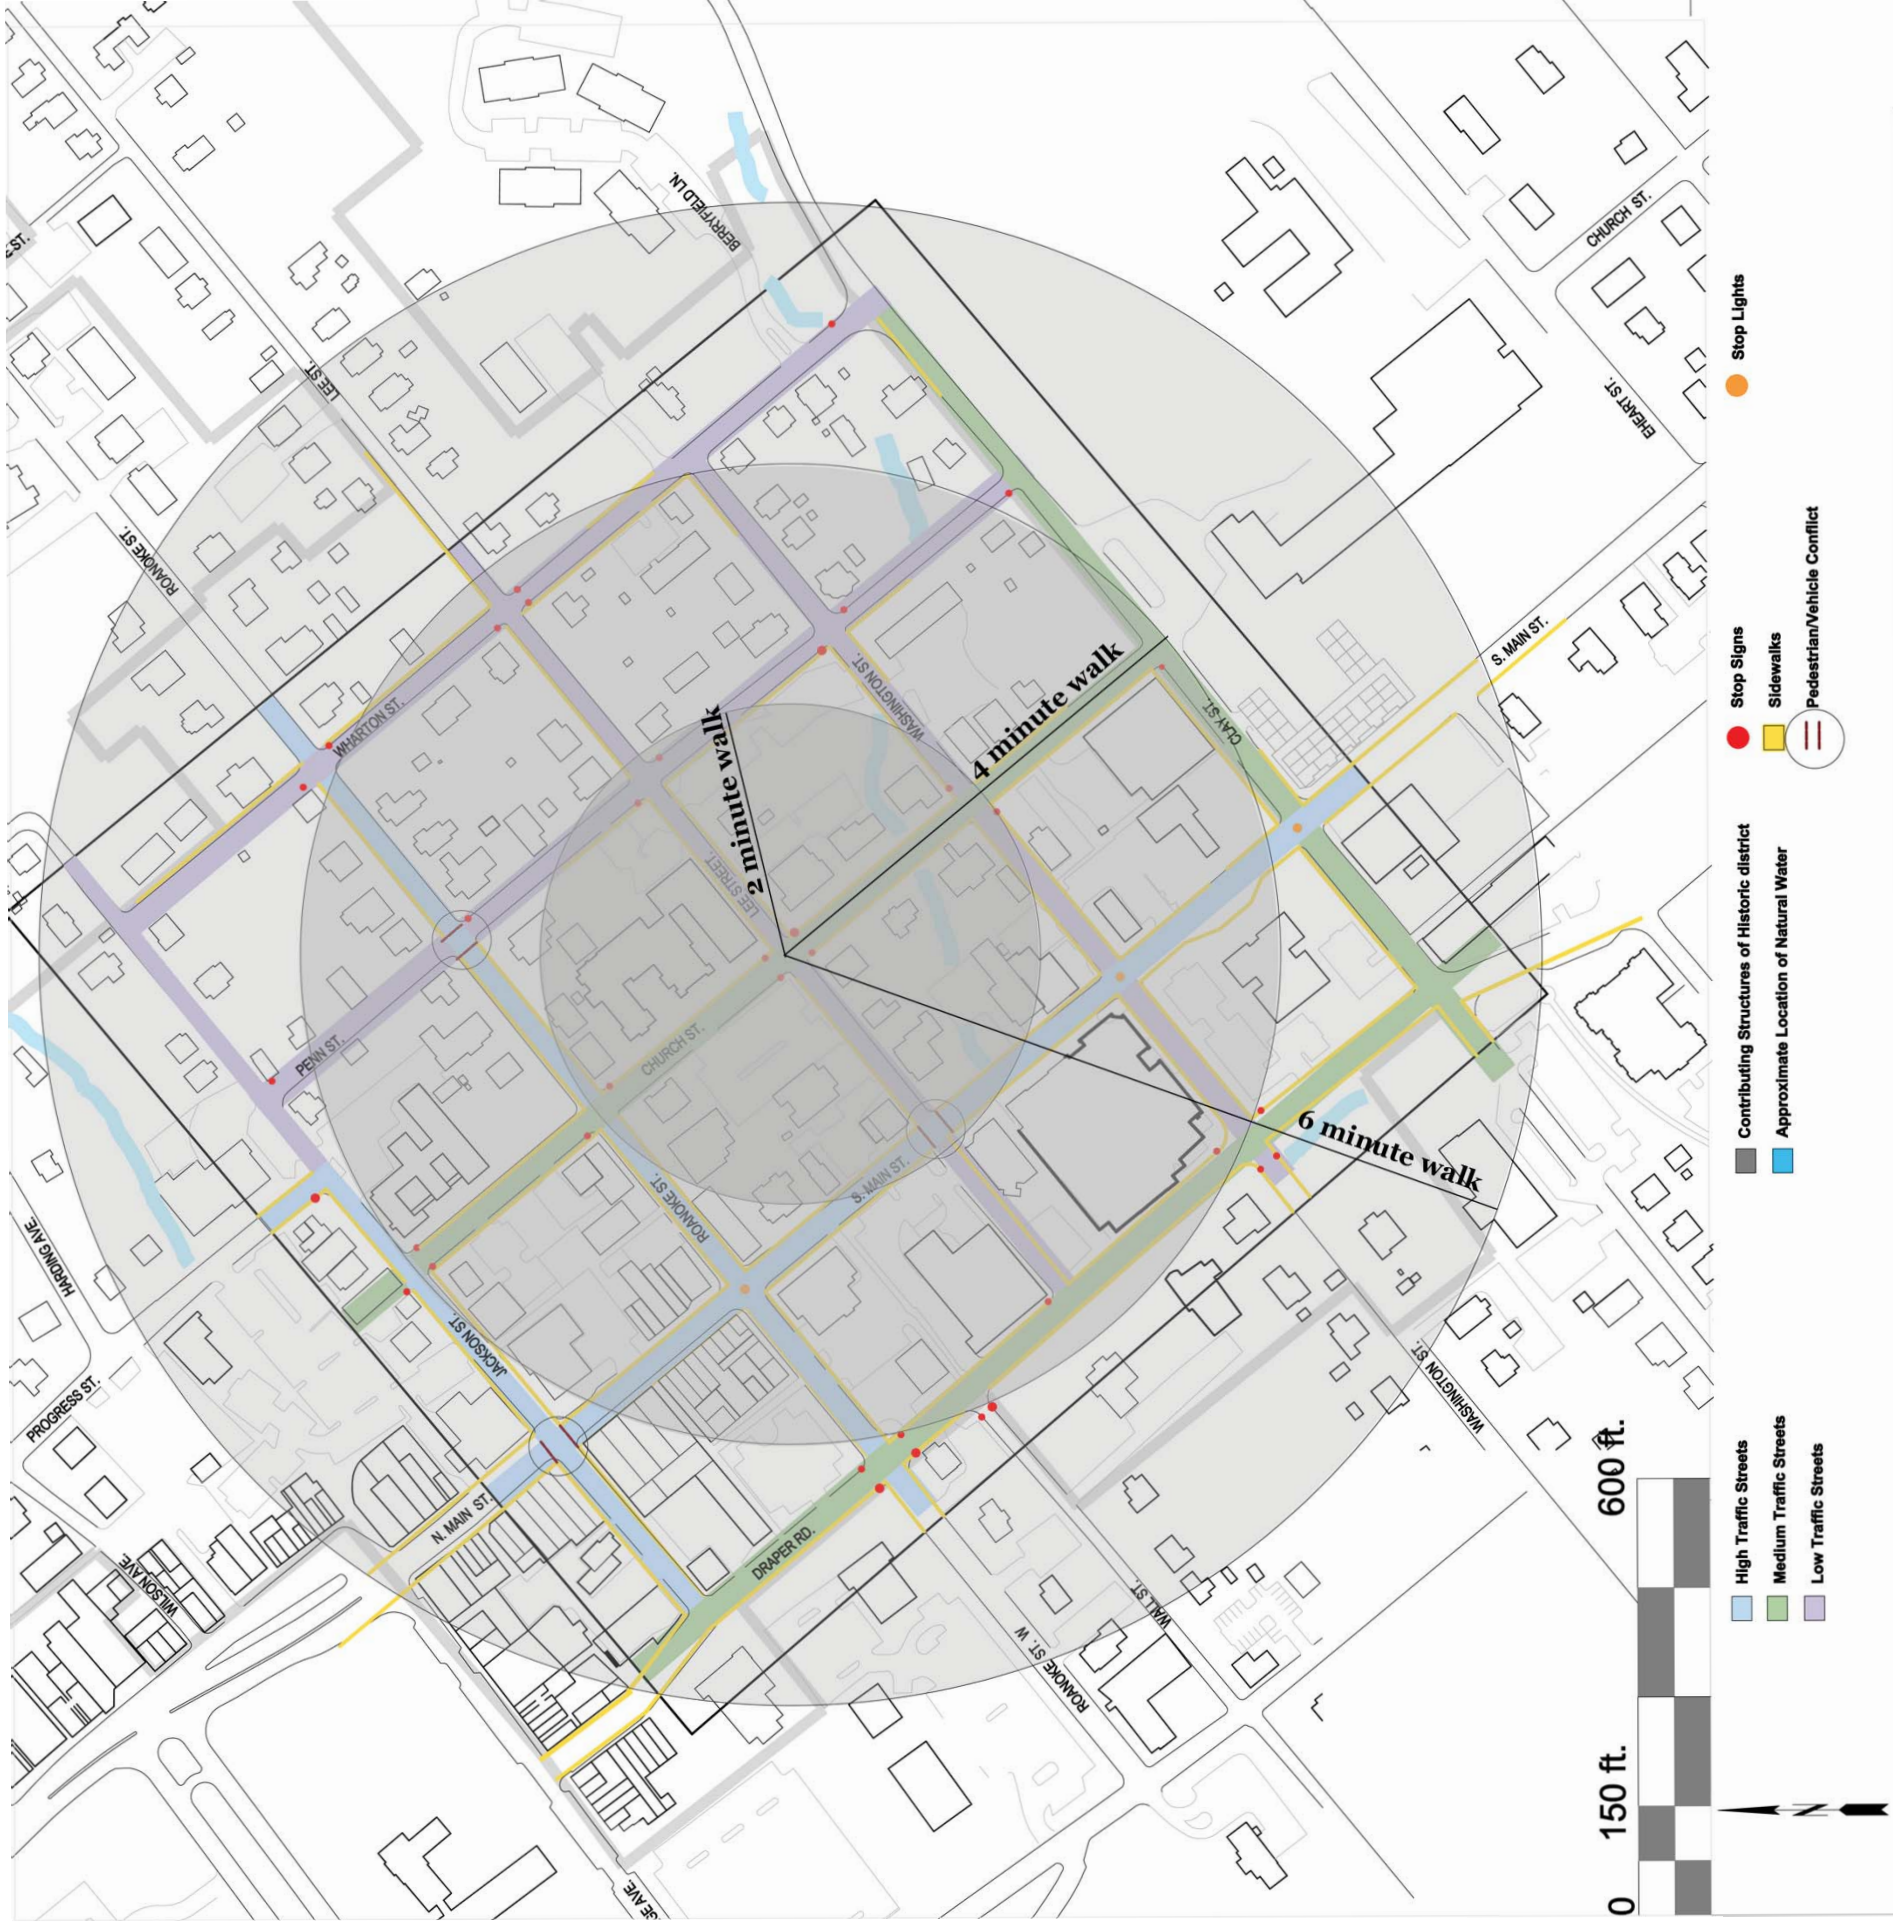 ST.
BERRYFIELD LN.
LEE ST.
ROANOKE ST.
WHARTON ST.
CHURCH ST.
EHEART ST.
S. MAIN ST.
WASHINGTON ST.
CLAY ST.
4 minute walk
2 minute walk
LEE STREET.
PENN ST.
CHURCH ST.
ROANOKE ST.
S. MAIN ST.
6 minute walk
HARDING AVE.
JACKSON ST.
PROGRESS ST.
N. MAIN ST.
WILSON AVE.
DRAPER RD.
WASHINGTON ST.
WALL ST.
ROANOKE ST. W
GE AVE.
0
150 ft.
600 ft.
N
High Traffic Streets
Medium Traffic Streets
Low Traffic Streets
Contributing Structures of Historic district
Approximate Location of Natural Water
Stop Signs
Sidewalks
Pedestrian/Vehicle Conflict
Stop Lights